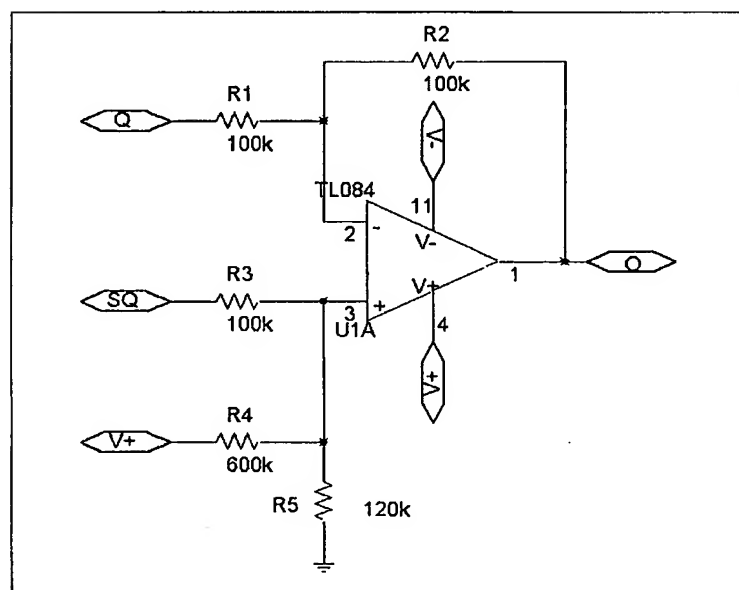 R2
100k
Q
R1
100k
V-
TL084
11
V-
2
-
1
O
SQ
R3
100k
3
+
V+
U1A
4
V+
V+
R4
600k
R5
120k